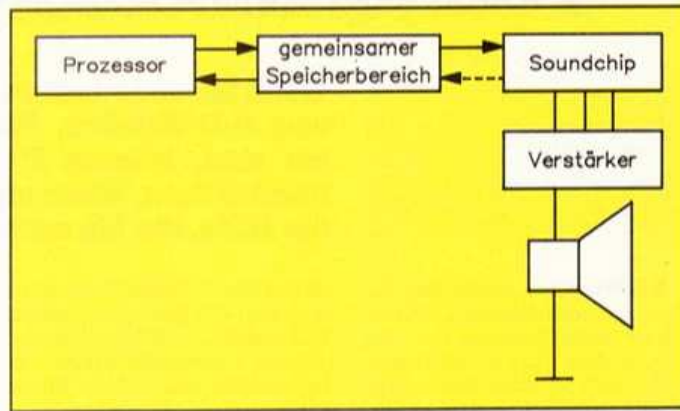 Prozessor
gemeinsamer
Speicherbereich
Soundchip
Verstärker